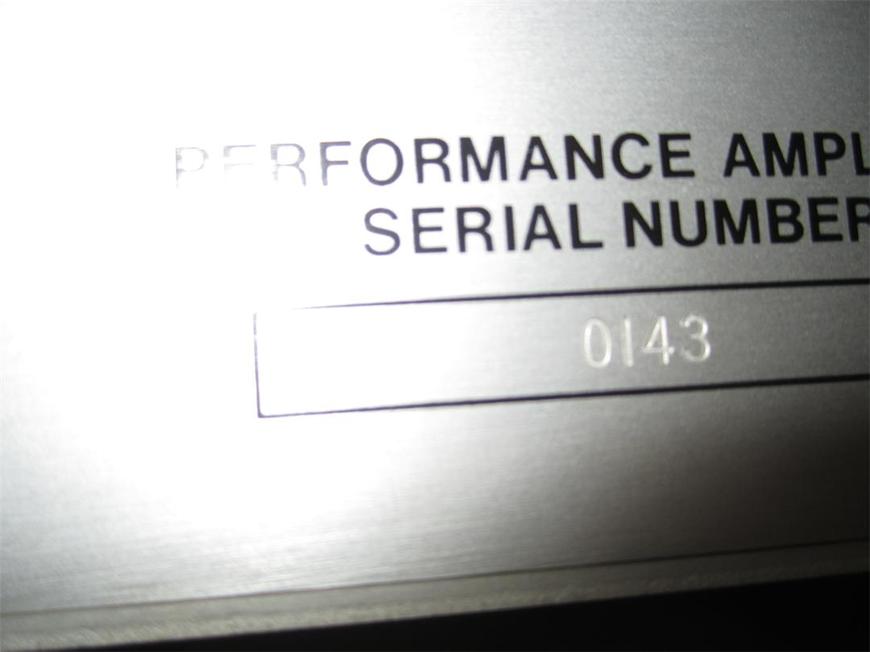 PERFORMANCE AMPL
SERIAL NUMBER
0143